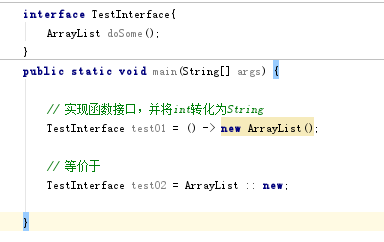 interface TestInterface{
ArrayList doSome();
}
public static void main(String[] args) {
// 实现函数接口，并将int转化为String
TestInterface test01 = () -> new ArrayList();
// 等价于
TestInterface test02 = ArrayList :: new;
}